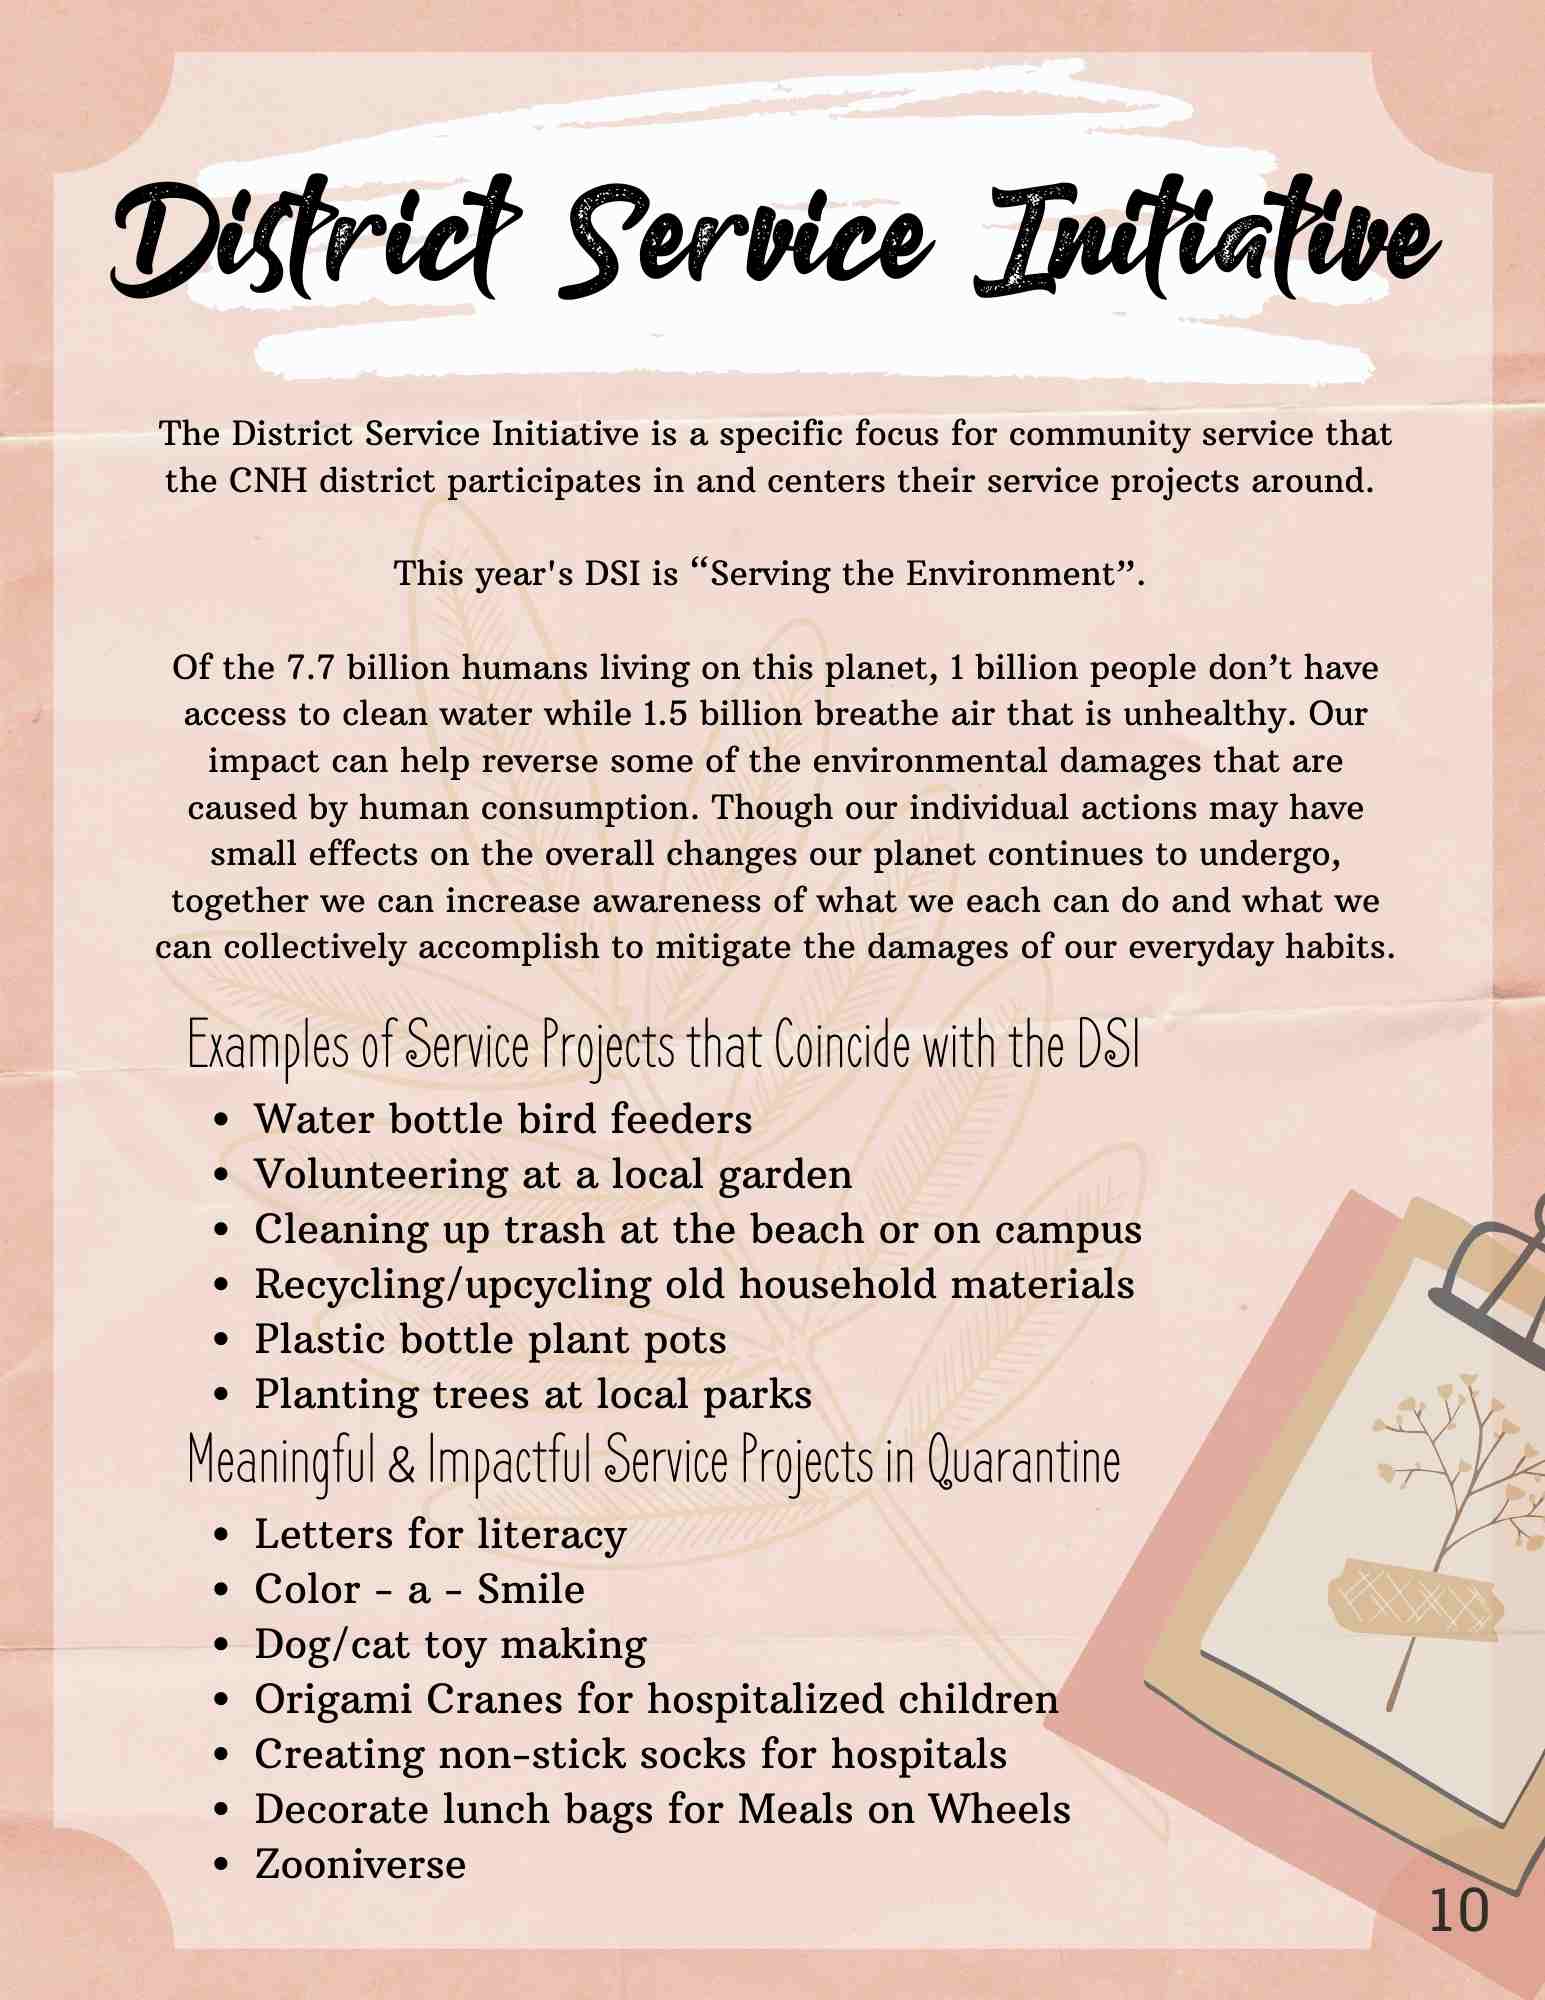 District Service Initiative
The District Service Initiative is a specific focus for community service that
the CNH district participates in and centers their service projects around.
This year's DSI is “Serving the Environment”.
Of the 7.7 billion humans living on this planet, 1 billion people don’t have
access to clean water while 1.5 billion breathe air that is unhealthy. Our
impact can help reverse some of the environmental damages that are
caused by human consumption. Though our individual actions may have
small effects on the overall changes our planet continues to undergo,
together we can increase awareness of what we each can do and what we
can collectively accomplish to mitigate the damages of our everyday habits.
Examples of Service Projects that Coincide with the DSI
• Water bottle bird feeders
• Volunteering at a local garden
• Cleaning up trash at the beach or on campus
• Recycling/upcycling old household materials
• Plastic bottle plant pots
• Planting trees at local parks
Meaningful & Impactful Service Projects in Quarantine
• Letters for literacy
• Color - a - Smile
• Dog/cat toy making
• Origami Cranes for hospitalized children
• Creating non-stick socks for hospitals
• Decorate lunch bags for Meals on Wheels
• Zooniverse
10